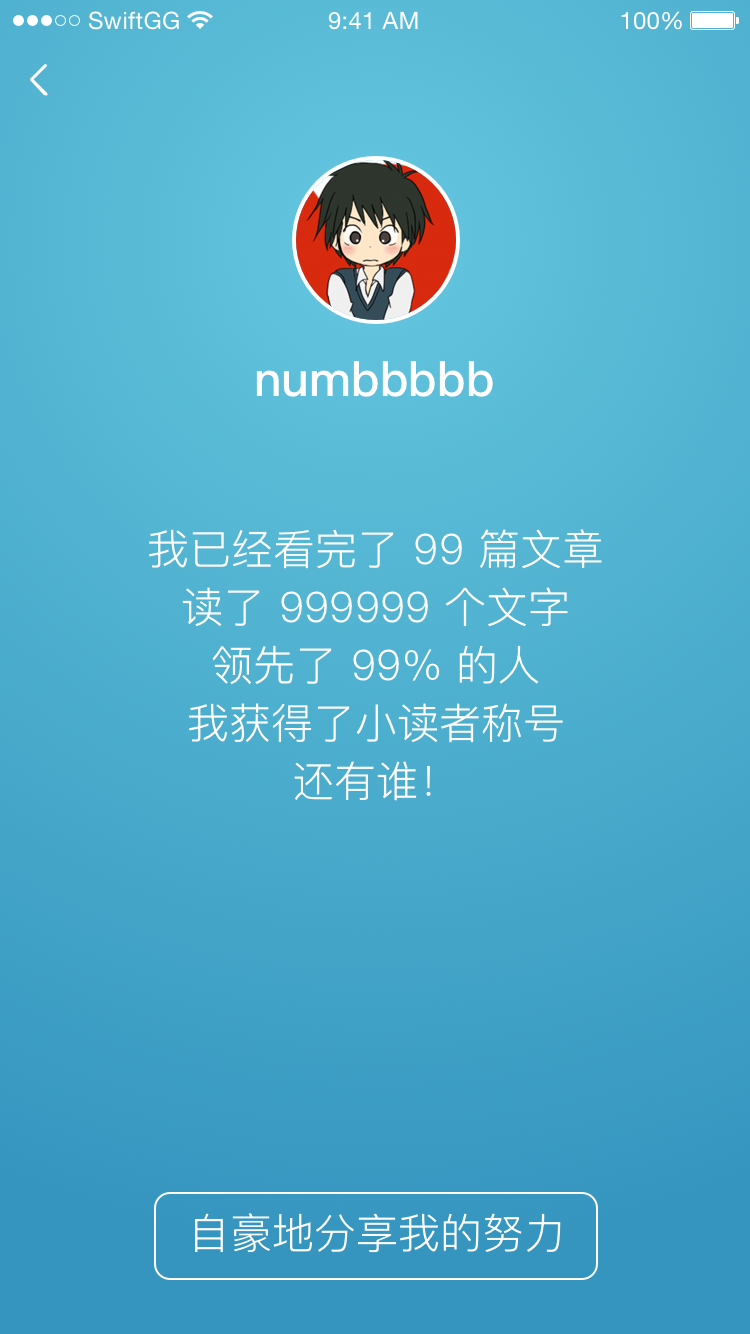 SwiftGG 9:41 AM 100%
numbbbbb
我已经看完了 99 篇文章
读了 999999 个文字
领先了 99% 的人
我获得了小读者称号
还有谁！
自豪地分享我的努力